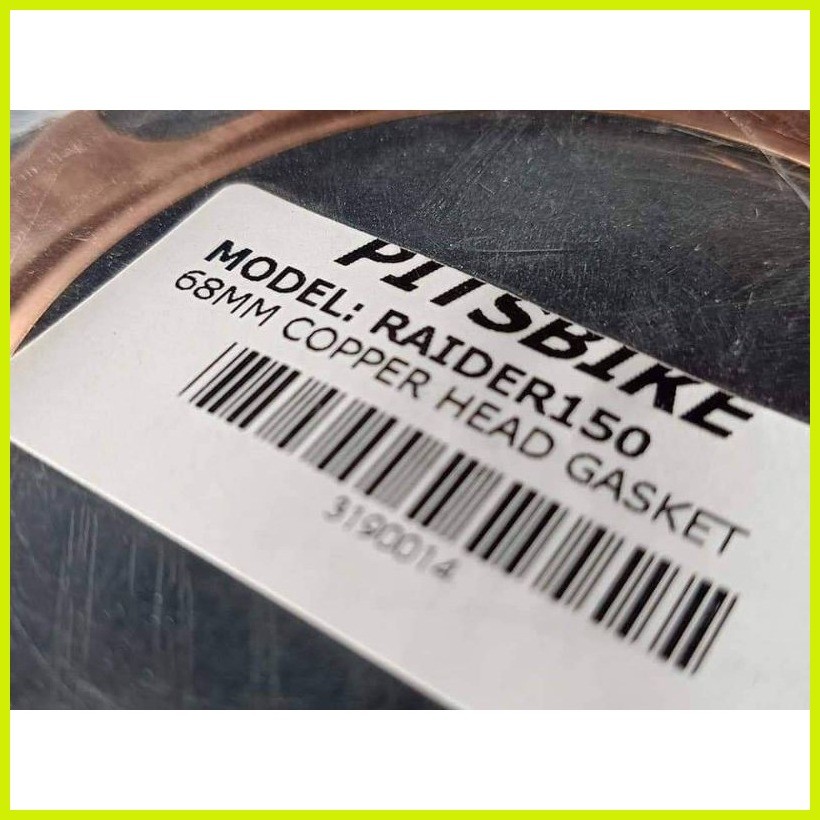 PITSBIKE
MODEL: RAIDER150
68MM COPPER HEAD GASKET
3190014